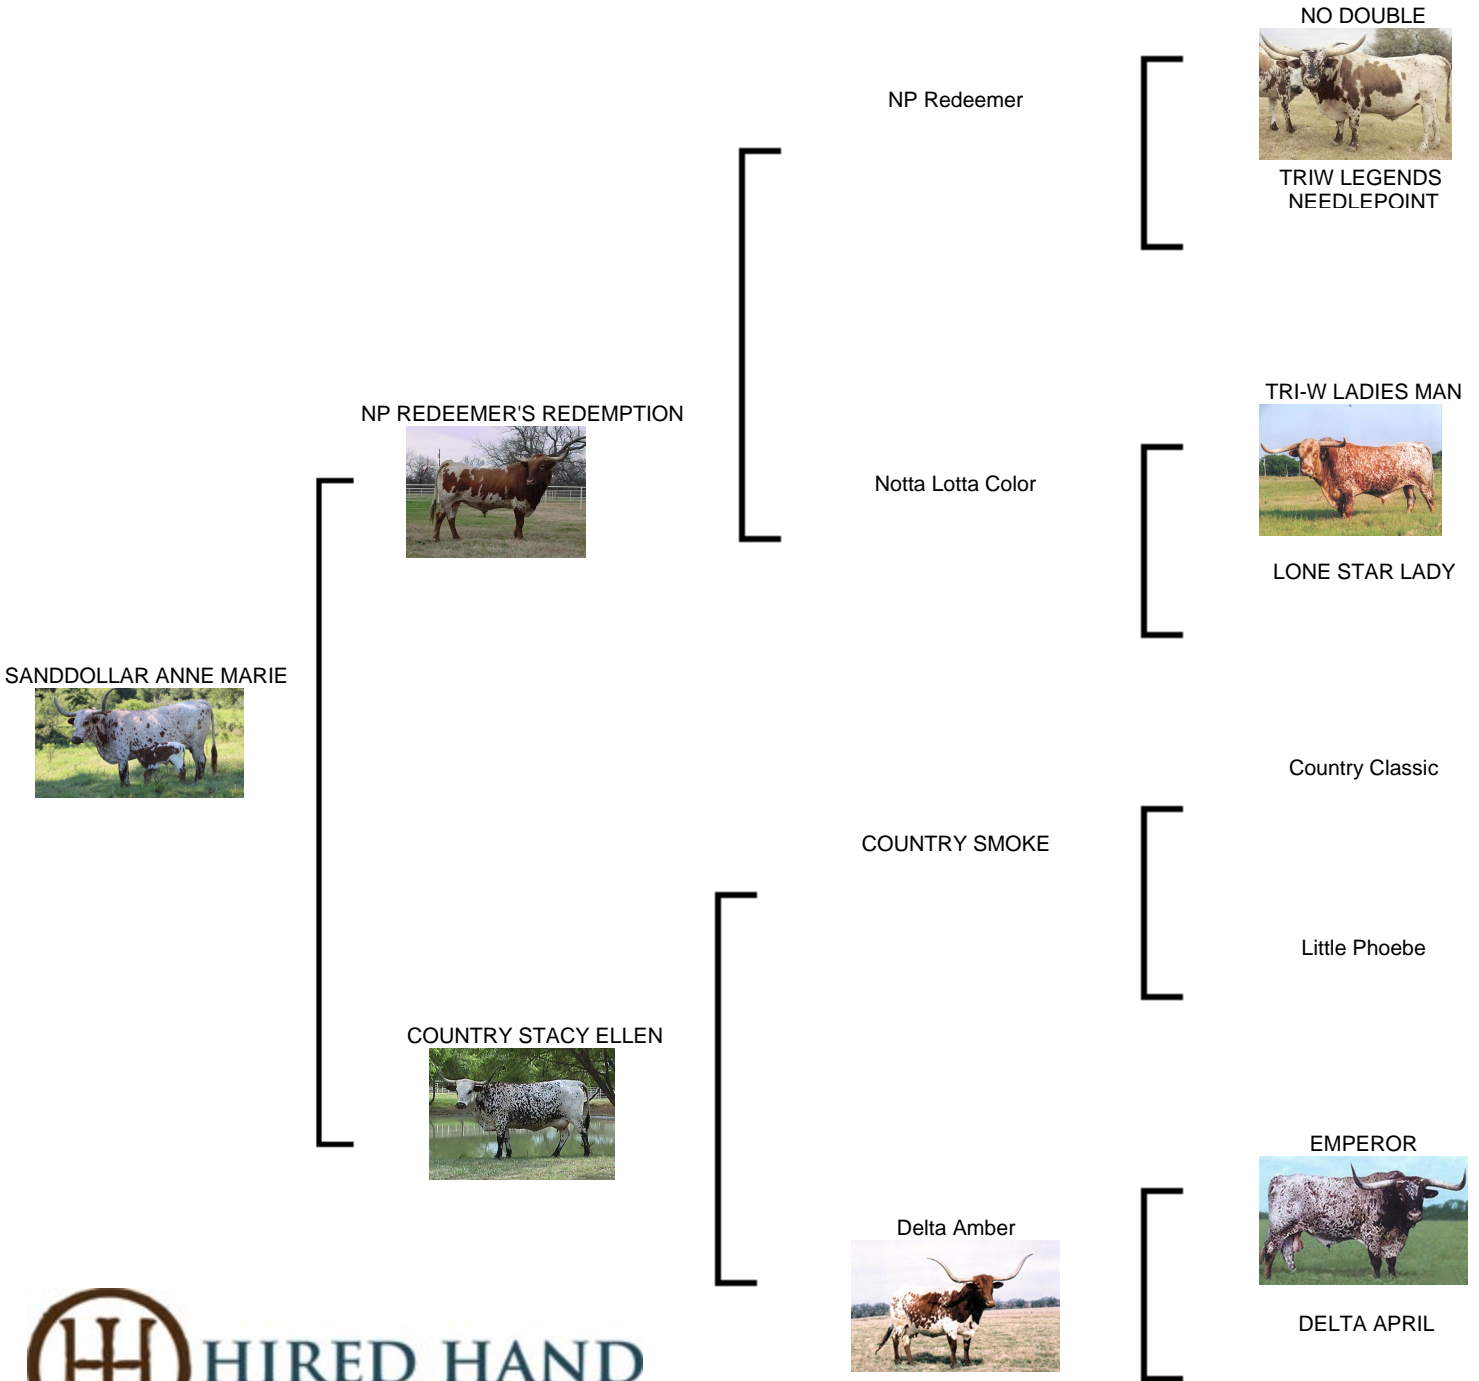 NO DOUBLE
NP Redeemer
TRIW LEGENDS
NEEDLEPOINT
TRI-W LADIES MAN
NP REDEEMER'S REDEMPTION
Notta Lotta Color
LONE STAR LADY
SANDDOLLAR ANNE MARIE
Country Classic
COUNTRY SMOKE
Little Phoebe
COUNTRY STACY ELLEN
EMPEROR
Delta Amber
DELTA APRIL
HIRED HAND